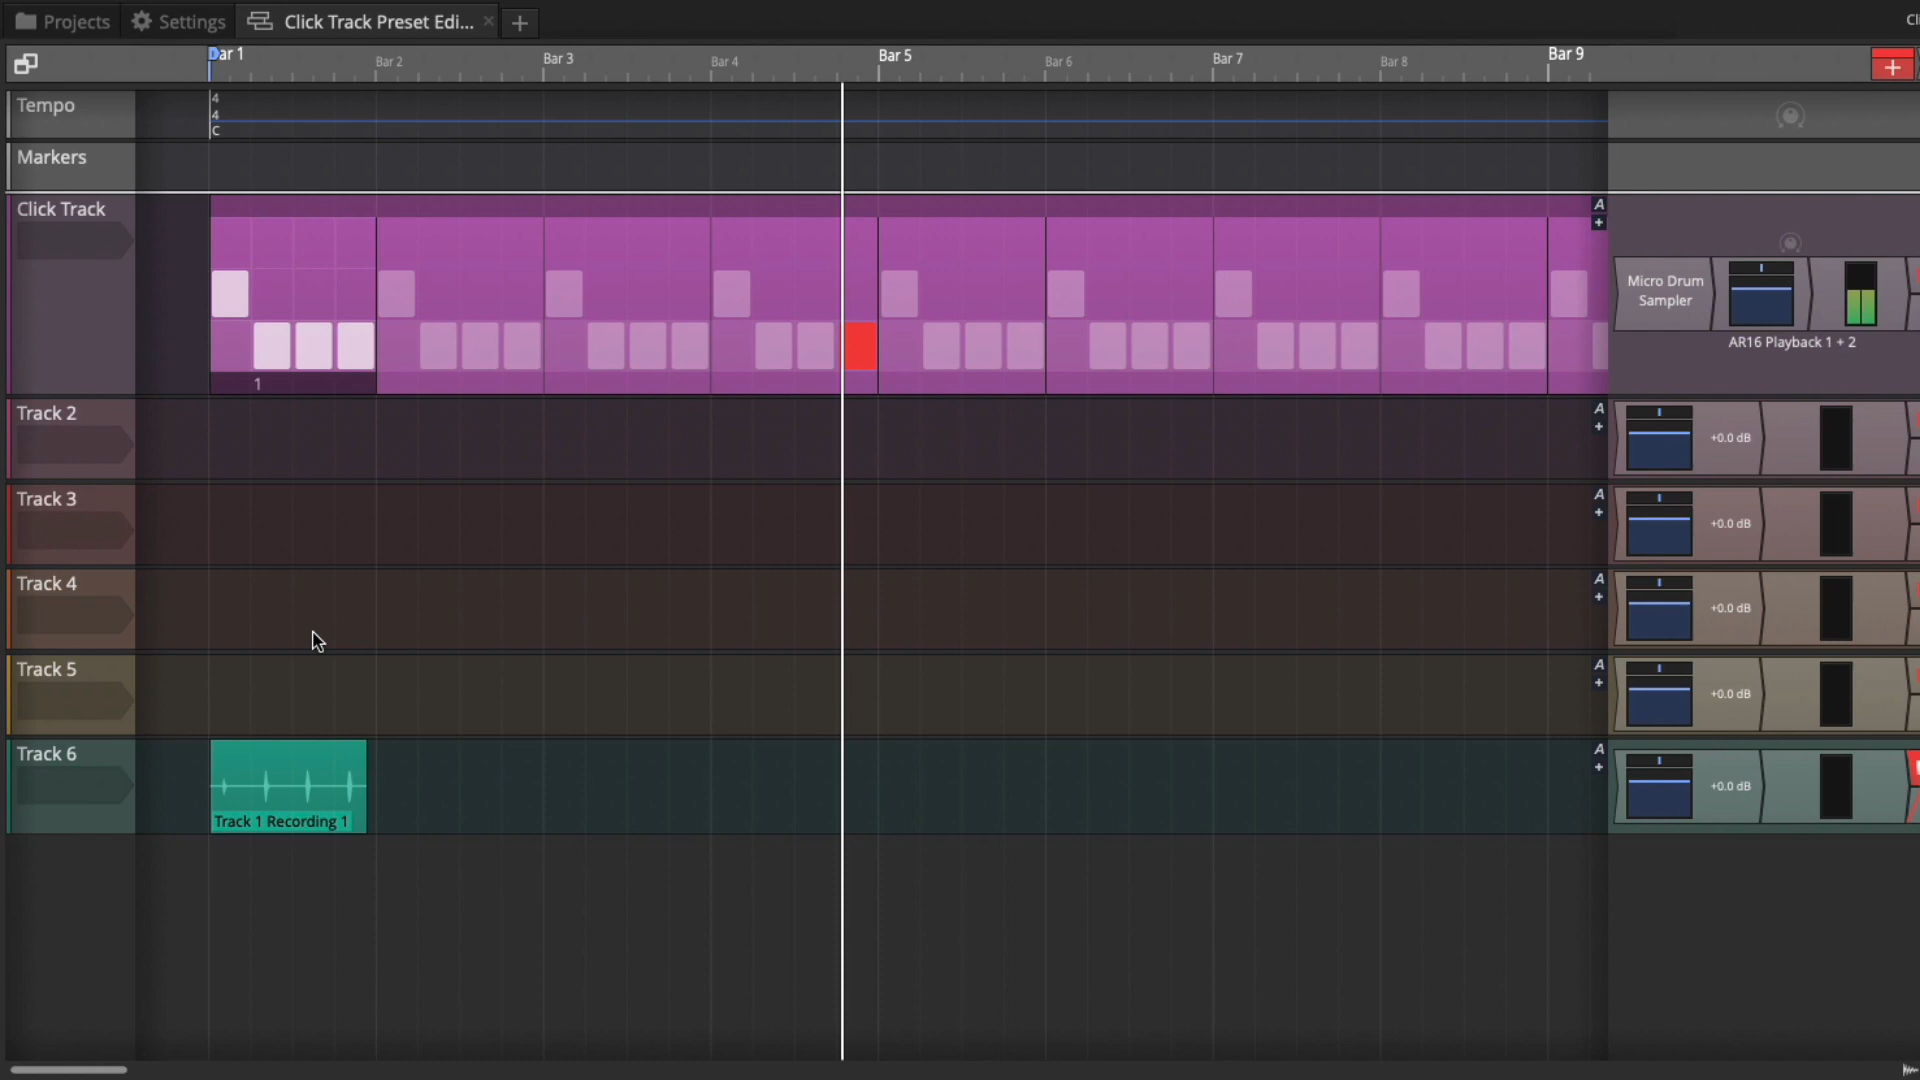 Projects
Settings
Click Track Preset Edi...
Bar 1
Bar 2
Bar 3
Bar 4
Bar 5
Bar 6
Bar 7
Bar 8
Bar 9
Tempo
4
4
C
Markers
Click Track
A
1
Micro Drum
Sampler
AR16 Playback 1 + 2
Track 2
A
+0.0 dB
Track 3
A
+0.0 dB
Track 4
A
+0.0 dB
Track 5
A
+0.0 dB
Track 6
A
+0.0 dB
Track 1 Recording 1